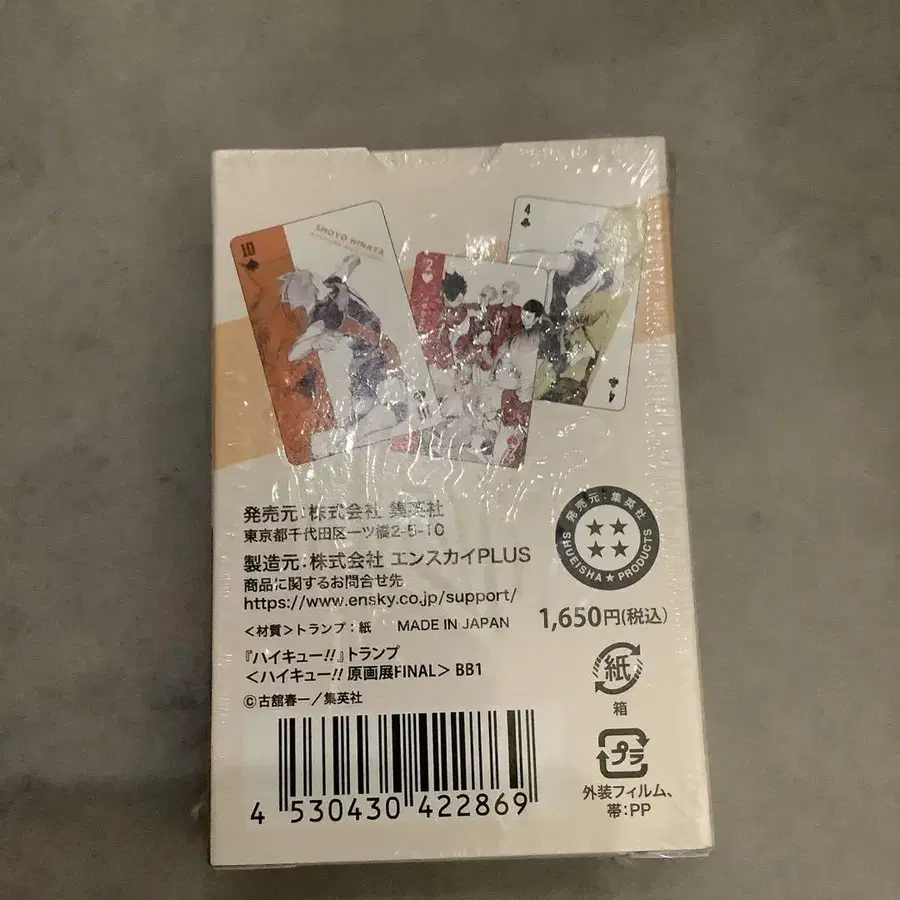 10
SHOYO HINATA
2
4
4
2
発売元:株式会社 集英社
東京都千代田区一ツ橋2-5-10
製造元:株式会社 エンスカイPLUS
商品に関するお問合せ先
https://www.ensky.co.jp/support/
＜材質＞トランプ：紙 MADE IN JAPAN
『ハイキュー!!』トランプ
＜ハイキュー!! 原画展FINAL＞ BB1
©古舘春一／集英社
4 530430 422869
発売元：集英社
SHUEISHA ★ PRODUCTS
1,650円(税込)
紙
箱
プラ
外装フィルム、
帯:PP